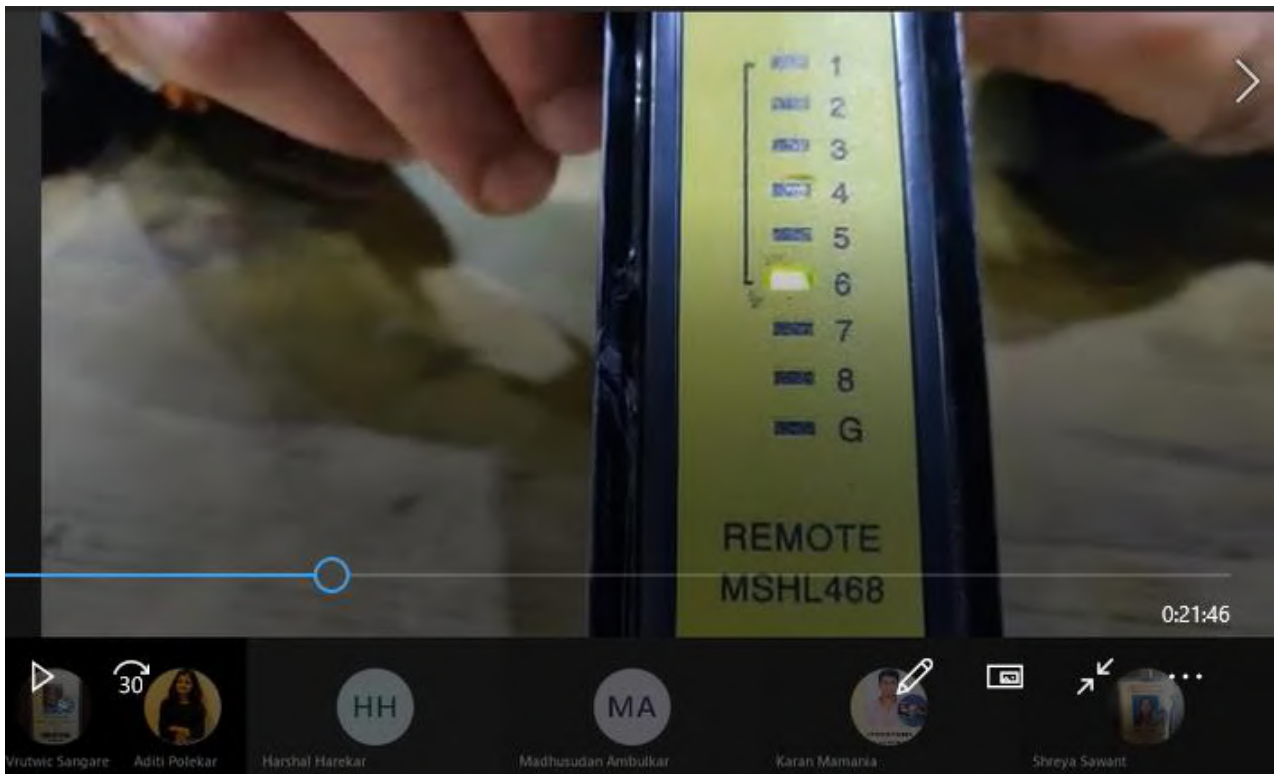 1
2
3
4
5
6
7
8
G
REMOTE
MSHL468
0:21:46
30
HH
MA
Vrutwic Sangare
Aditi Polekar
Harshal Harekar
Madhusudan Ambulkar
Karan Mamania
Shreya Sawant